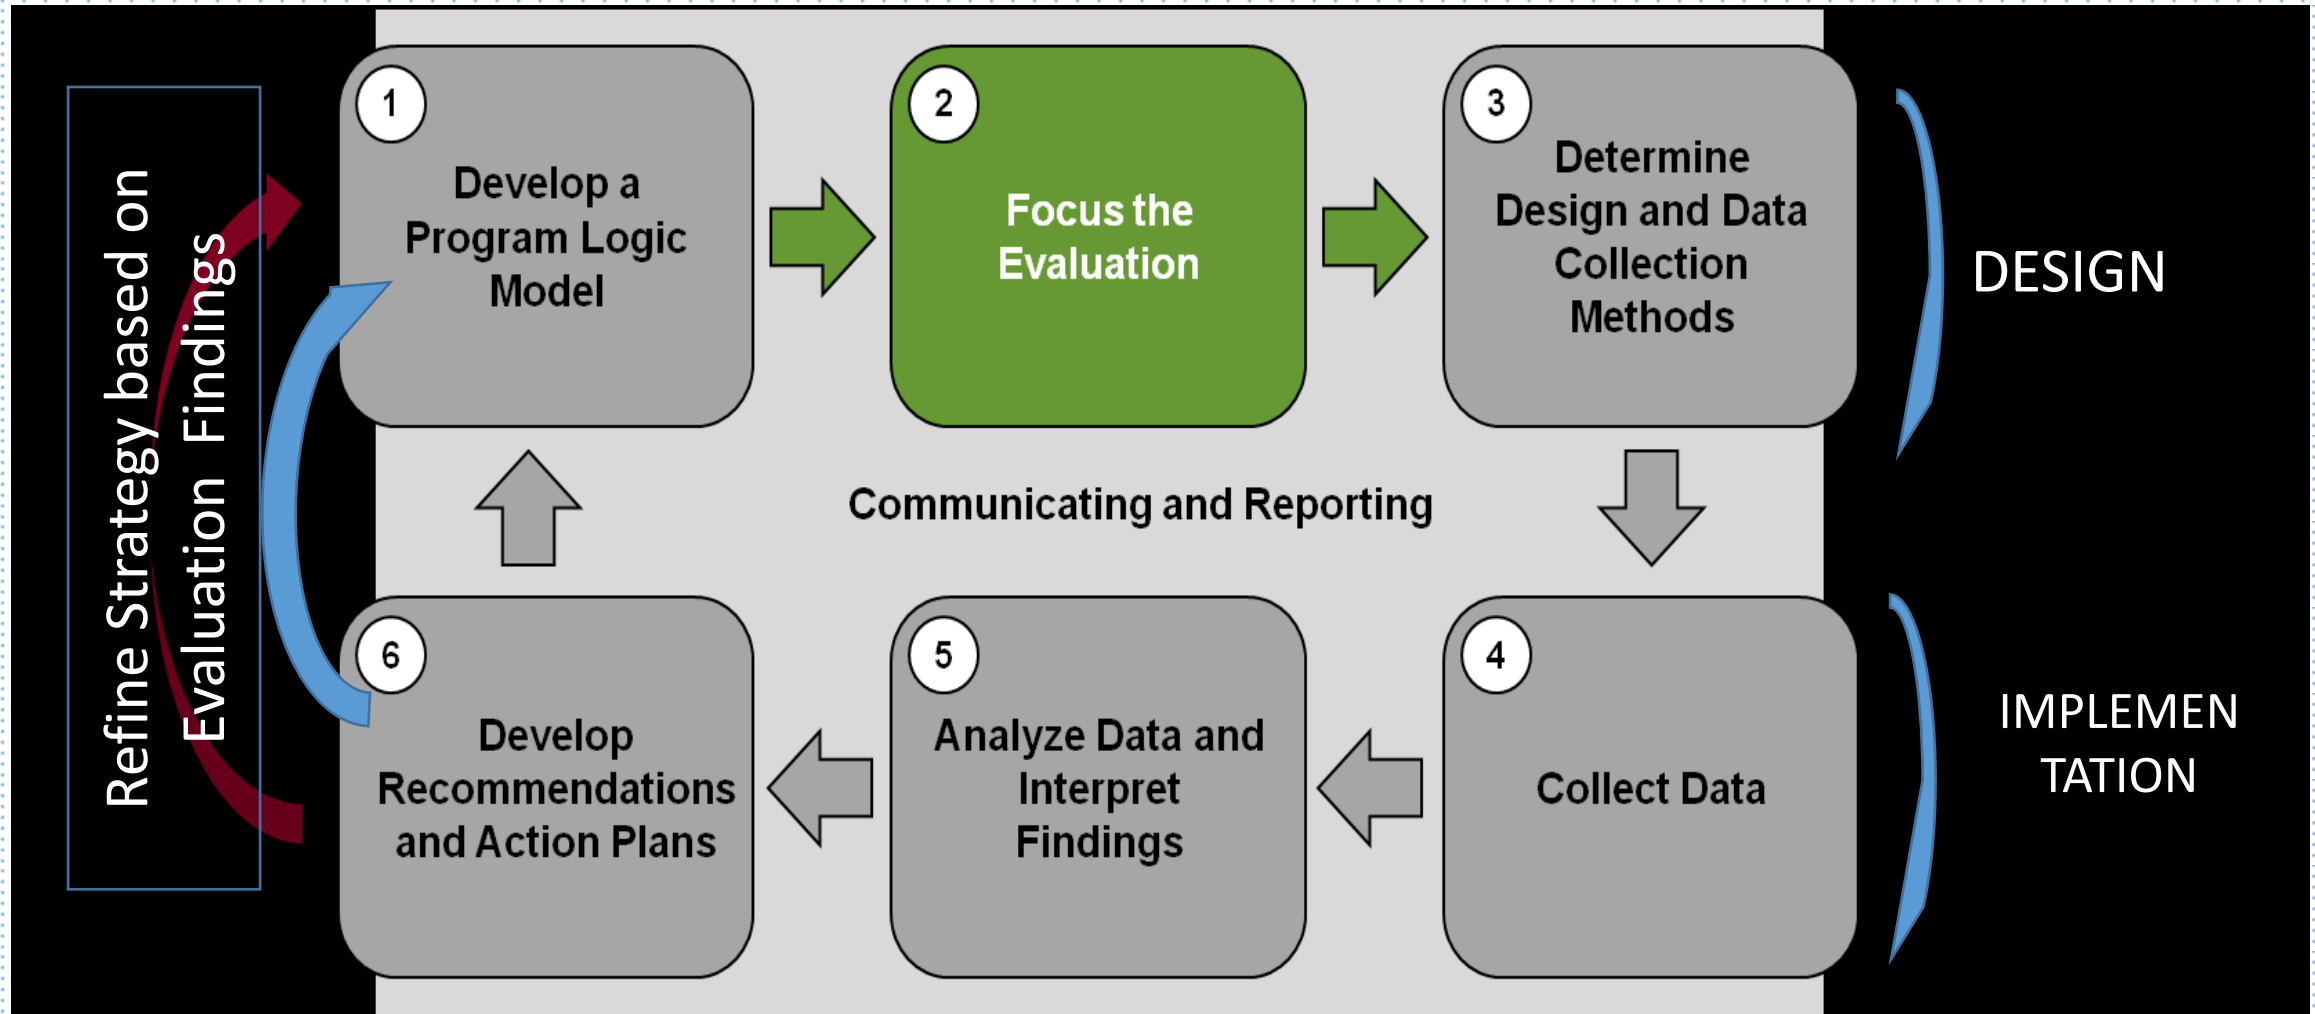 Refine Strategy based on
Evaluation Findings
1
Develop a
Program Logic
Model
2
Focus the
Evaluation
3
Determine
Design and Data
Collection
Methods
DESIGN
Communicating and Reporting
6
Develop
Recommendations
and Action Plans
5
Analyze Data and
Interpret
Findings
4
Collect Data
IMPLEMEN
TATION